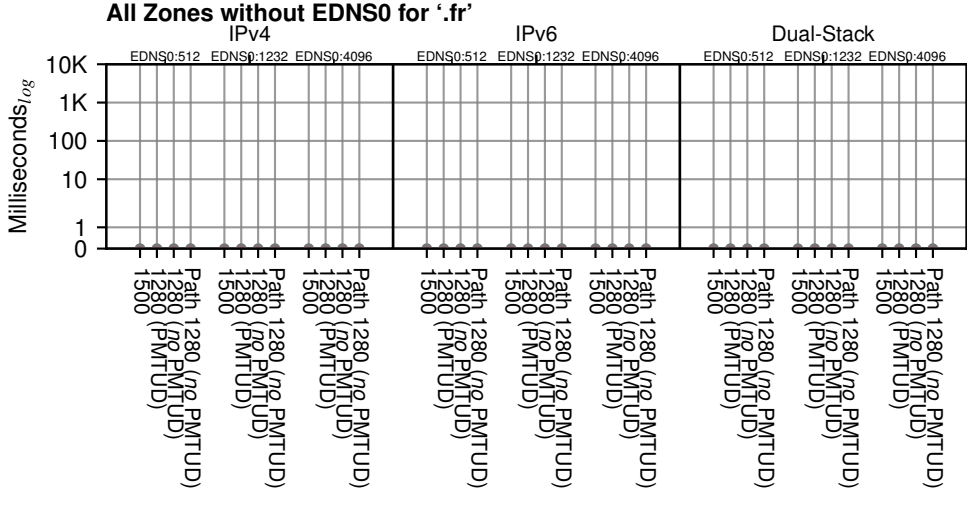 All Zones without EDNS0 for ‘.fr’
IPv4 IPv6 Dual-Stack
EDNS0:512 EDNS0:1232 EDNS0:4096 EDNS0:512 EDNS0:1232 EDNS0:4096 EDNS0:512 EDNS0:1232 EDNS0:4096
Milliseconds log
10K
1K
100
10
1
0
1500
1280 (PMTUD)
1280 (no PMTUD)
Path 1280 (no PMTUD)
1500
1280 (PMTUD)
1280 (no PMTUD)
Path 1280 (no PMTUD)
1500
1280 (PMTUD)
1280 (no PMTUD)
Path 1280 (no PMTUD)
1500
1280 (PMTUD)
1280 (no PMTUD)
Path 1280 (no PMTUD)
1500
1280 (PMTUD)
1280 (no PMTUD)
Path 1280 (no PMTUD)
1500
1280 (PMTUD)
1280 (no PMTUD)
Path 1280 (no PMTUD)
1500
1280 (PMTUD)
1280 (no PMTUD)
Path 1280 (no PMTUD)
1500
1280 (PMTUD)
1280 (no PMTUD)
Path 1280 (no PMTUD)
1500
1280 (PMTUD)
1280 (no PMTUD)
Path 1280 (no PMTUD)